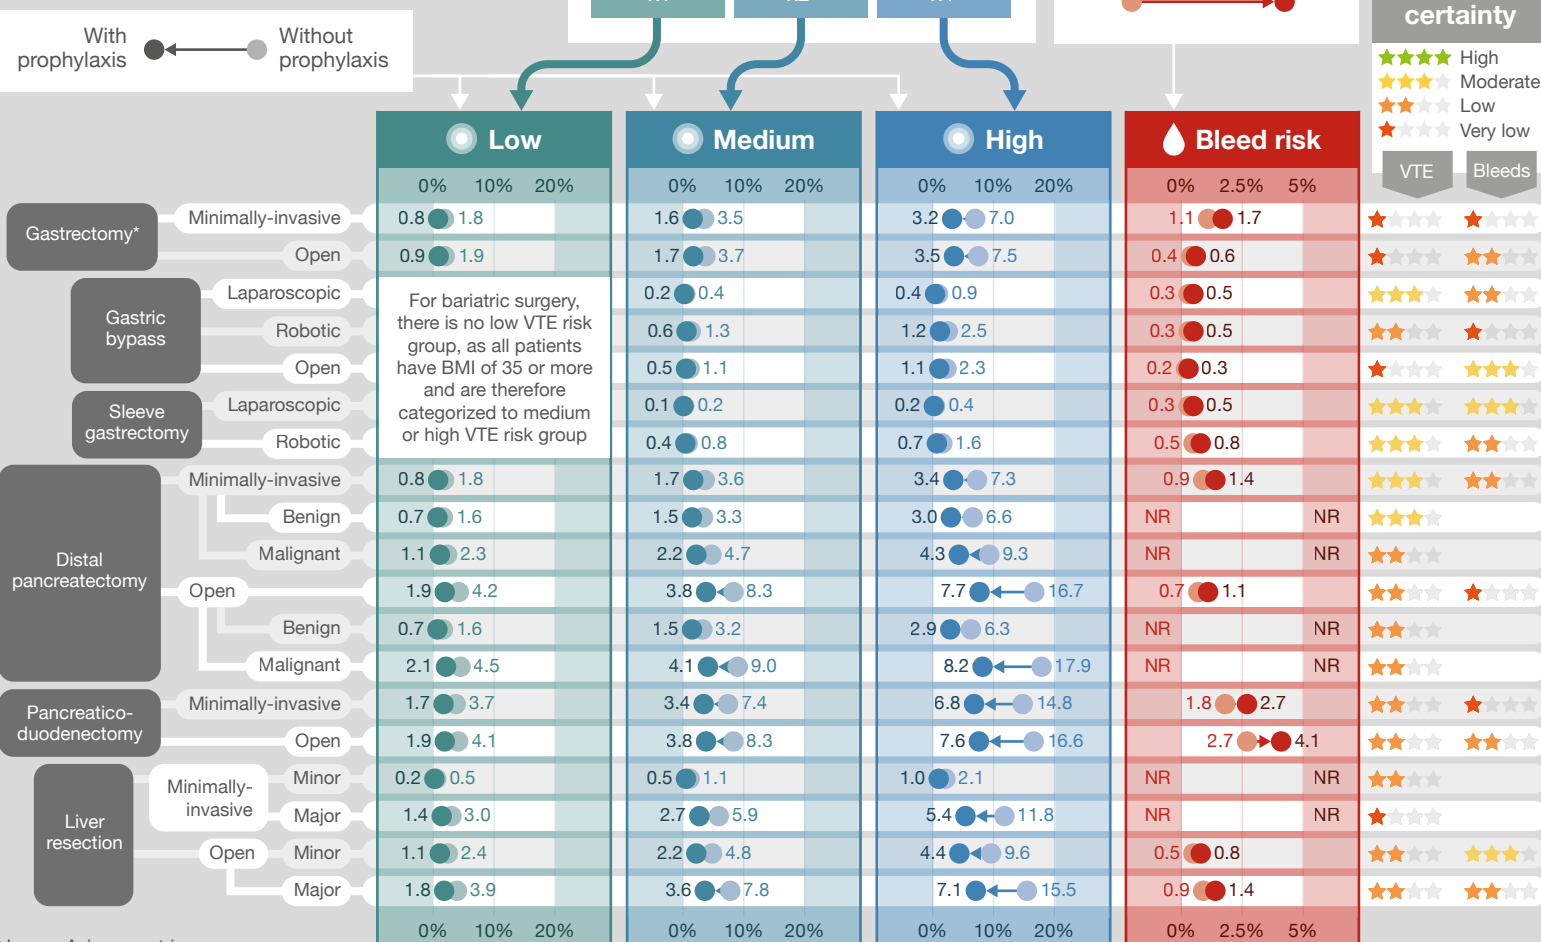 certainty
With
prophylaxis
Without
prophylaxis
High
Moderate
Low
Very low
VTE Bleeds
Low Medium High Bleed risk
0% 10% 20% 0% 10% 20% 0% 10% 20% 0% 2.5% 5%
Gastrectomy*
Minimally-invasive 0.8 1.8 1.6 3.5 3.2 7.0 1.1 1.7
Open 0.9 1.9 1.7 3.7 3.5 7.5 0.4 0.6
Gastric
bypass
Laparoscopic 0.2 0.4 0.4 0.9 0.3 0.5
Robotic 0.6 1.3 1.2 2.5 0.3 0.5
Open 0.5 1.1 1.1 2.3 0.2 0.3
For bariatric surgery,
there is no low VTE risk
group, as all patients
have BMI of 35 or more
and are therefore
categorized to medium
or high VTE risk group
Sleeve
gastrectomy
Laparoscopic 0.1 0.2 0.2 0.4 0.3 0.5
Robotic 0.4 0.8 0.7 1.6 0.5 0.8
Distal
pancreatectomy
Minimally-invasive 0.8 1.8 1.7 3.6 3.4 7.3 0.9 1.4
Benign 0.7 1.6 1.5 3.3 3.0 6.6 NR NR
Malignant 1.1 2.3 2.2 4.7 4.3 9.3 NR NR
Open 1.9 4.2 3.8 8.3 7.7 16.7 0.7 1.1
Benign 0.7 1.6 1.5 3.2 2.9 6.3 NR NR
Malignant 2.1 4.5 4.1 9.0 8.2 17.9 NR NR
Pancreatico-
duodenectomy
Minimally-invasive 1.7 3.7 3.4 7.4 6.8 14.8 1.8 2.7
Open 1.9 4.1 3.8 8.3 7.6 16.6 2.7 4.1
Liver
resection
Minimally-
invasive
Minor 0.2 0.5 0.5 1.1 1.0 2.1 NR NR
Major 1.4 3.0 2.7 5.9 5.4 11.8 NR NR
Open Minor 1.1 2.4 2.2 4.8 4.4 9.6 0.5 0.8
Major 1.8 3.9 3.6 7.8 7.1 15.5 0.9 1.4
0% 10% 20% 0% 10% 20% 0% 10% 20% 0% 2.5% 5%